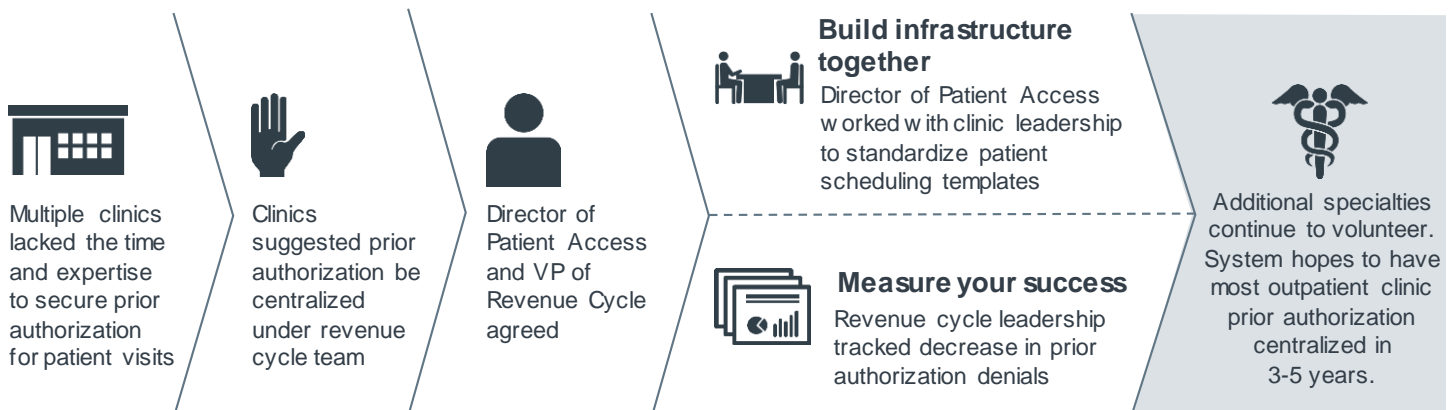 Multiple clinics
lacked the time
and expertise
to secure prior
authorization
for patient visits
Clinics
suggested prior
authorization be
centralized
under revenue
cycle team
Director of
Patient Access
and VP of
Revenue Cycle
agreed
Build infrastructure
together
Director of Patient Access
worked with clinic leadership
to standardize patient
scheduling templates
Measure your success
Revenue cycle leadership
tracked decrease in prior
authorization denials
Additional specialties
continue to volunteer.
System hopes to have
most outpatient clinic
prior authorization
centralized in
3-5 years.